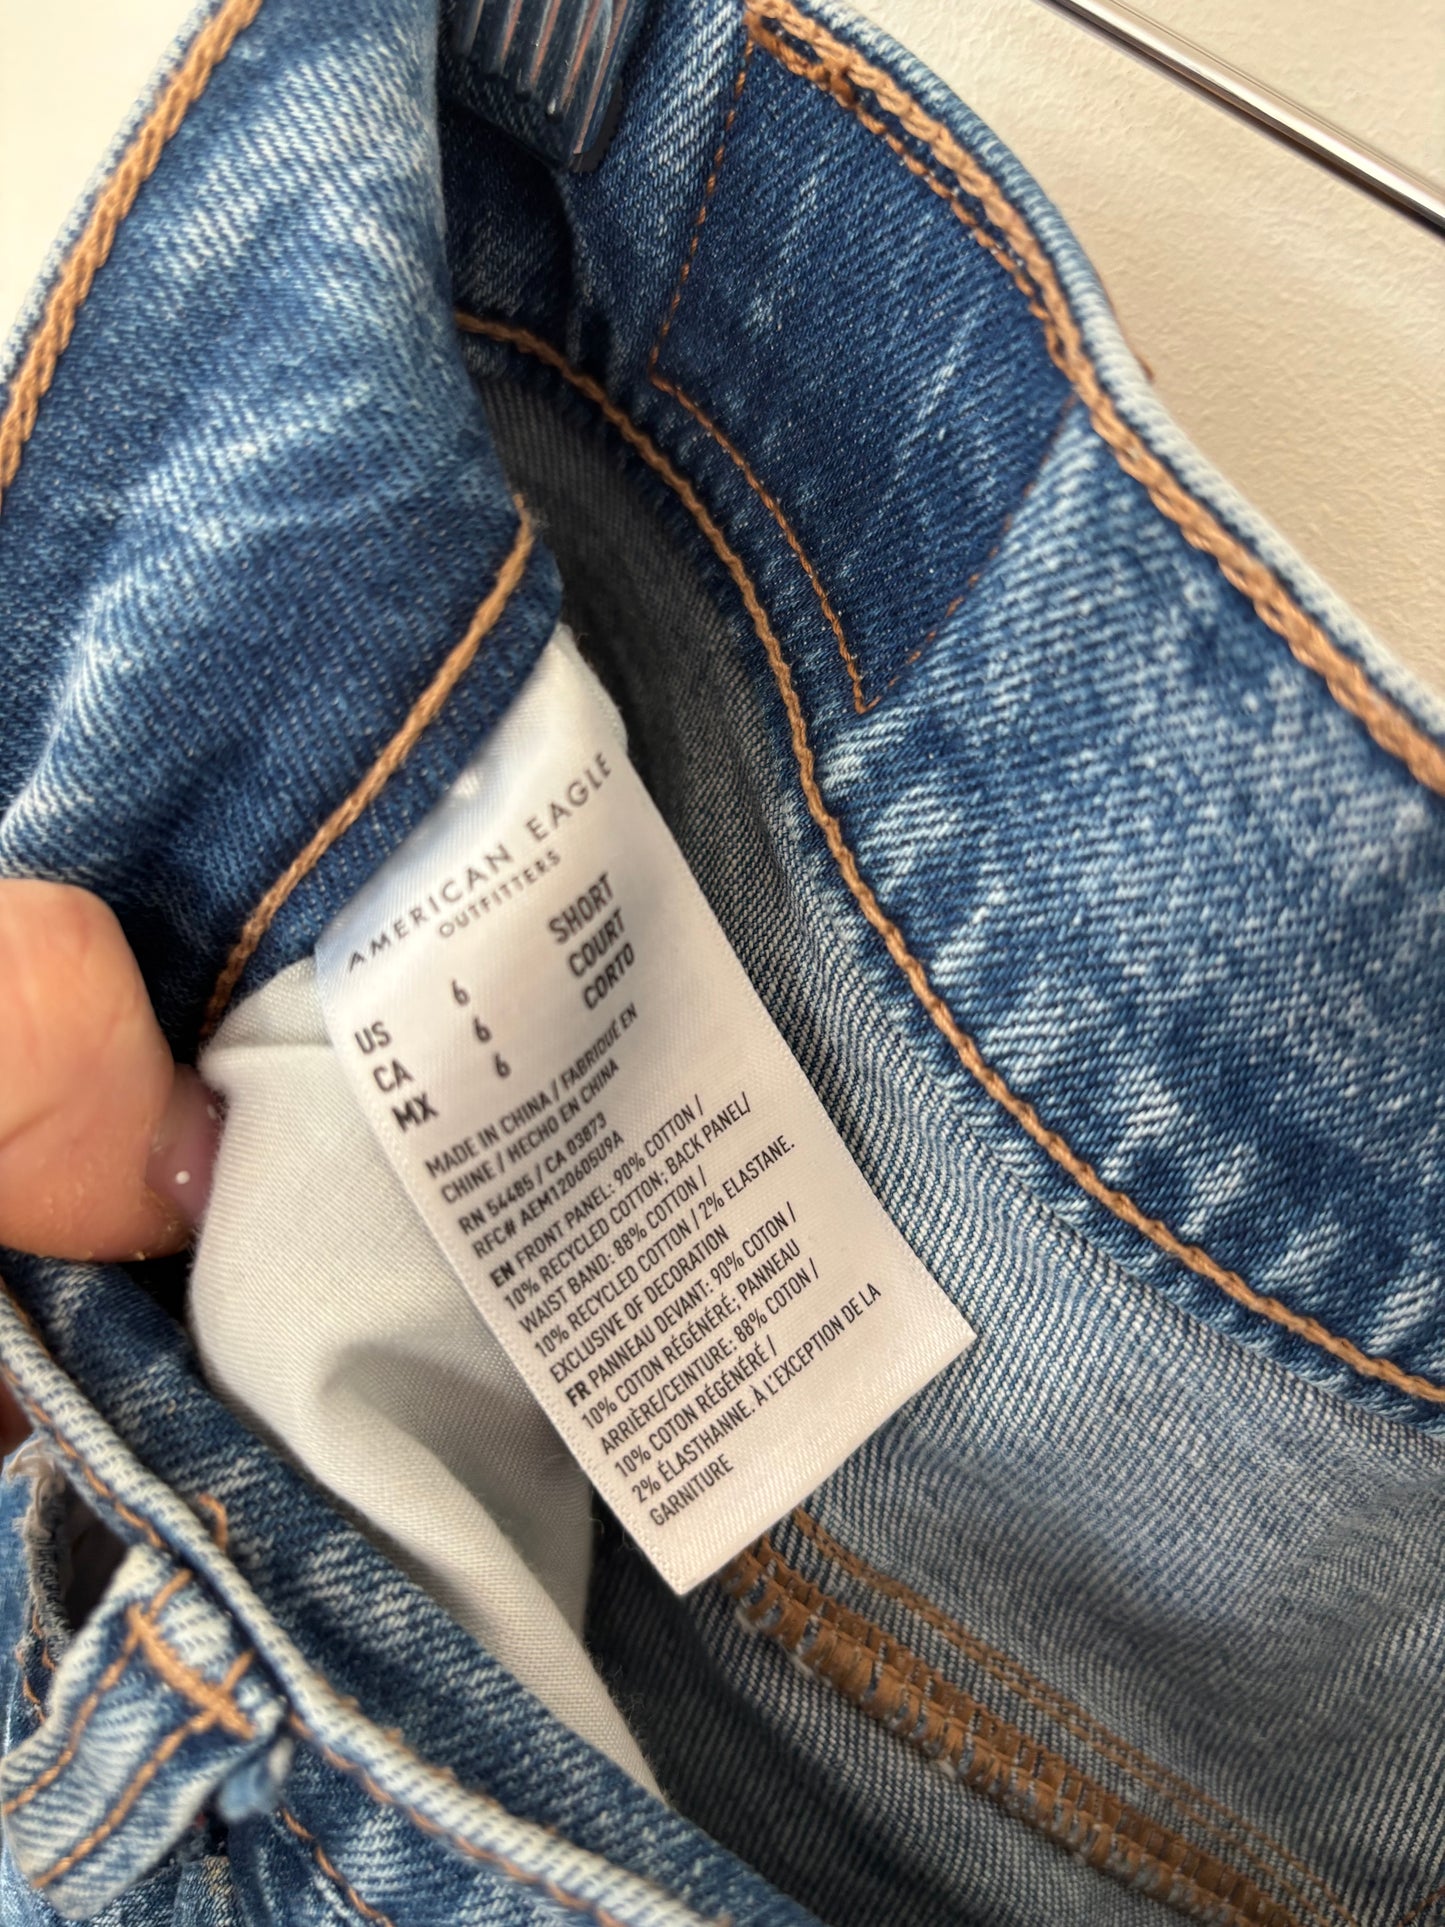 AMERICAN EAGLE
OUTFITTERS
US 6 SHORT
CA 6 COURT
MX 6 CORTO
MADE IN CHINA / FABRIQUÉ EN
CHINE / HECHO EN CHINA
RN 54485 / CA 03873
RFC# AEM120605U9A
EN FRONT PANEL: 90% COTTON /
10% RECYCLED COTTON; BACK PANEL/
WAIST BAND: 88% COTTON /
10% RECYCLED COTTON / 2% ELASTANE.
EXCLUSIVE OF DECORATION
FR PANNEAU DEVANT: 90% COTON /
10% COTON RÉGÉNÉRÉ; PANNEAU
ARRIÈRE/CEINTURE: 88% COTON /
10% COTON RÉGÉNÉRÉ /
2% ÉLASTHANNE. À L'EXCEPTION DE LA
GARNITURE